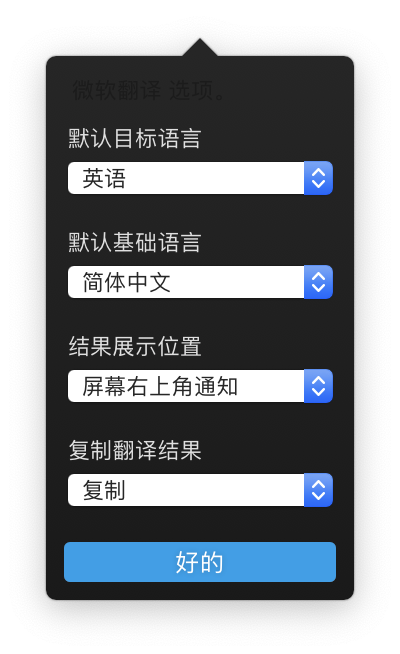 微软翻译 选项。
默认目标语言
英语
默认基础语言
简体中文
结果展示位置
屏幕右上角通知
复制翻译结果
复制
好的